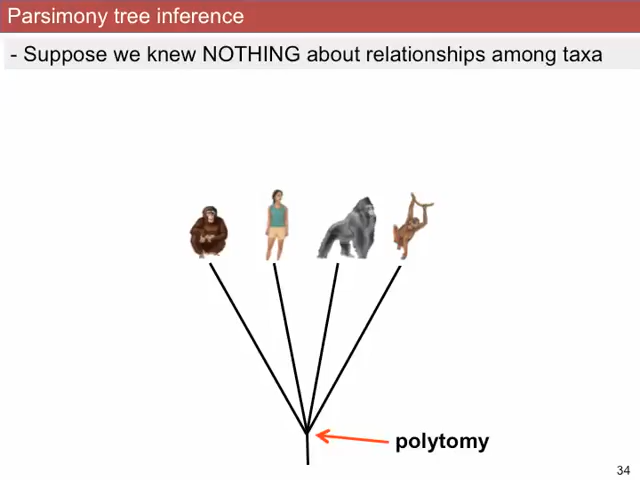 Parsimony tree inference
- Suppose we knew NOTHING about relationships among taxa
polytomy
34